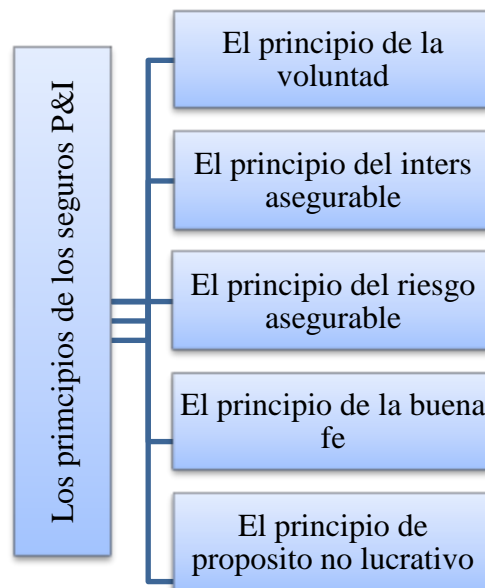 Los primcipios de los seguros P&I
El principio de la
voluntad
El principio del inters
asegurable
El principio del riesgo
asegurable
El principio de la buena
fe
El principio de
proposito no lucrativo